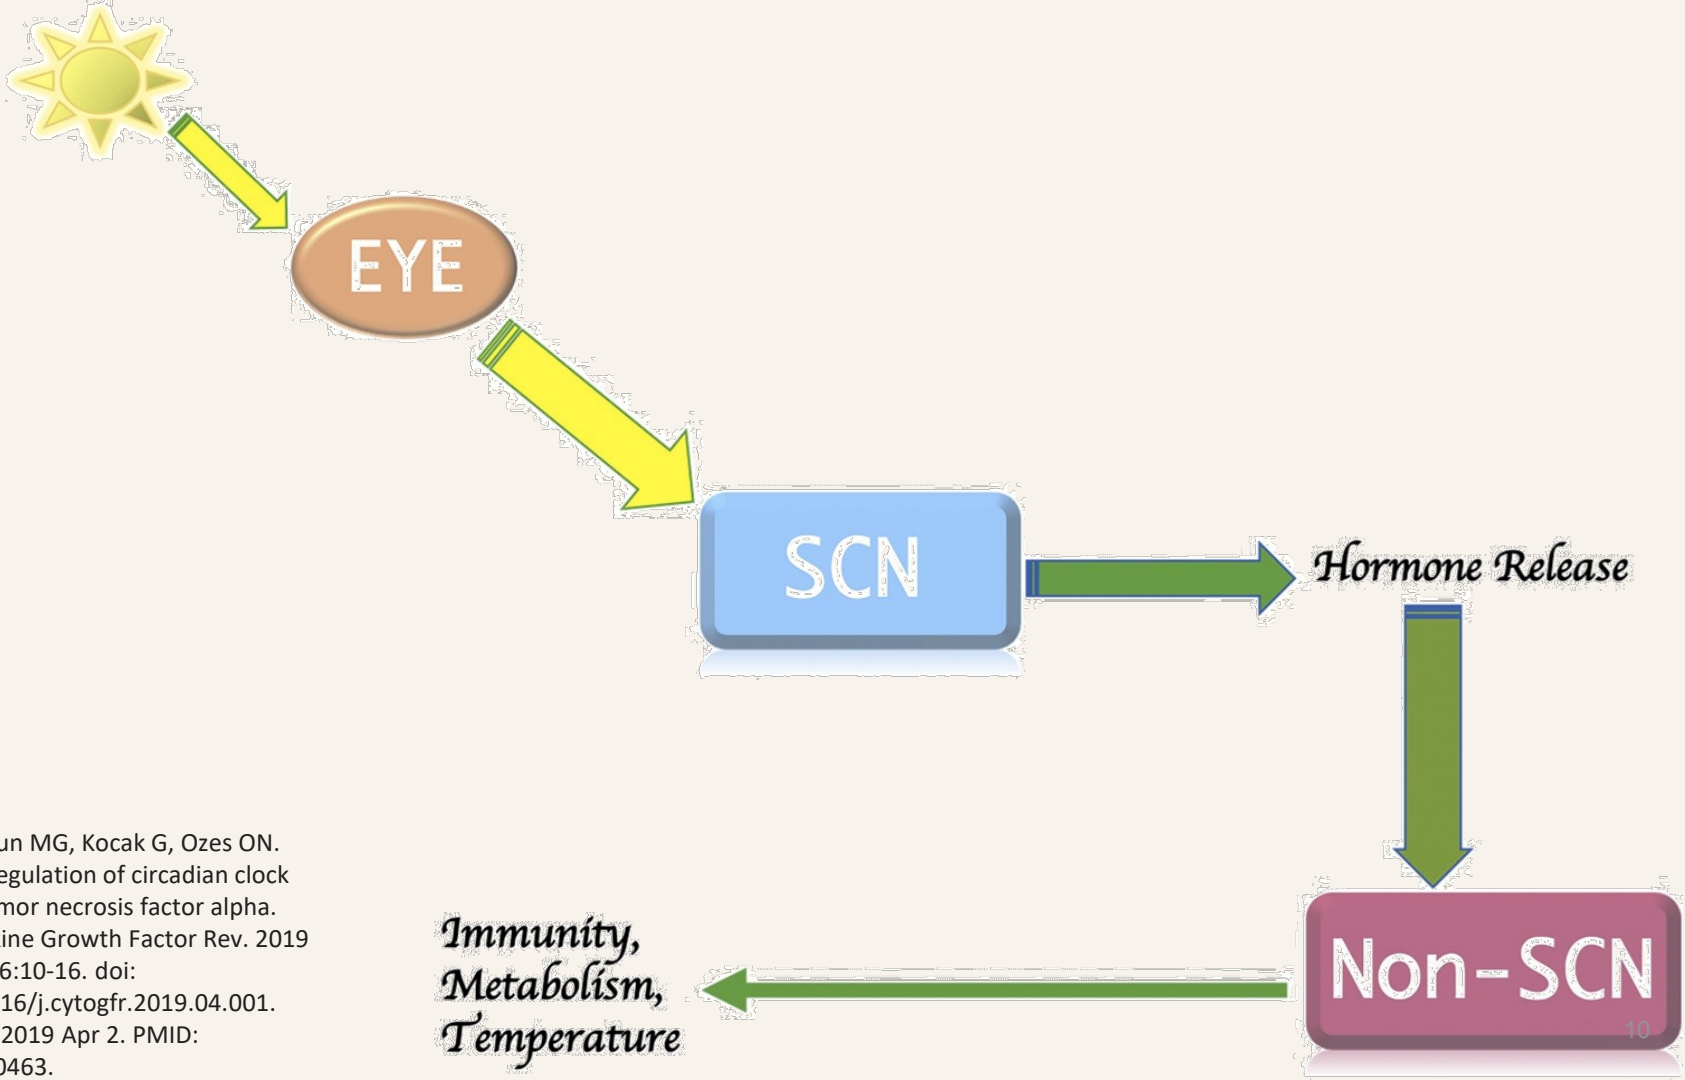 EYE
SCN
Hormone Release
un MG, Kocak G, Ozes ON.
egulation of circadian clock
mor necrosis factor alpha.
ine Growth Factor Rev. 2019
6:10-16. doi:
16/j.cytogfr.2019.04.001.
2019 Apr 2. PMID:
0463.
Immunity,
Metabolism,
Temperature
Non-SCN
10